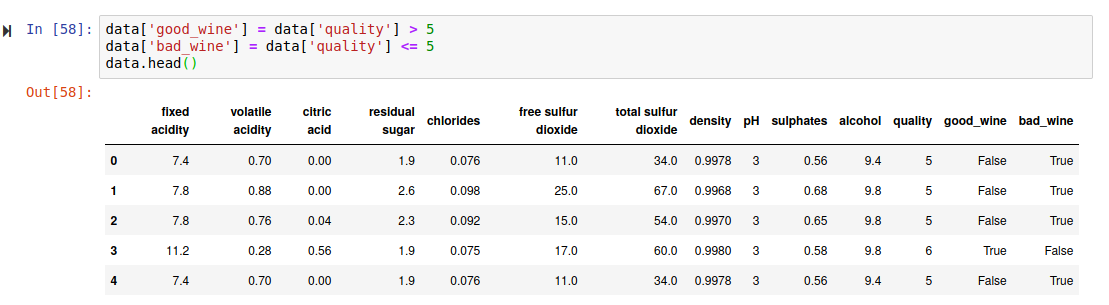 In [58]: data['good_wine'] = data['quality'] > 5
data['bad_wine'] = data['quality'] <= 5
data.head()
Out[58]:
fixed acidity volatile acidity citric acid residual sugar chlorides free sulfur dioxide total sulfur dioxide density pH sulphates alcohol quality good_wine bad_wine
0 7.4 0.70 0.00 1.9 0.076 11.0 34.0 0.9978 3 0.56 9.4 5 False True
1 7.8 0.88 0.00 2.6 0.098 25.0 67.0 0.9968 3 0.68 9.8 5 False True
2 7.8 0.76 0.04 2.3 0.092 15.0 54.0 0.9970 3 0.65 9.8 5 False True
3 11.2 0.28 0.56 1.9 0.075 17.0 60.0 0.9980 3 0.58 9.8 6 True False
4 7.4 0.70 0.00 1.9 0.076 11.0 34.0 0.9978 3 0.56 9.4 5 False True